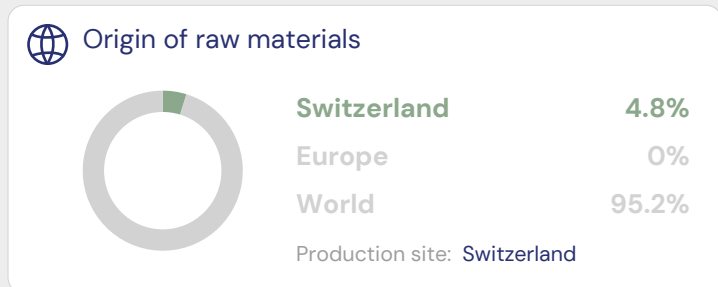 Origin of raw materials
Switzerland 4.8%
Europe 0%
World 95.2%
Production site: Switzerland